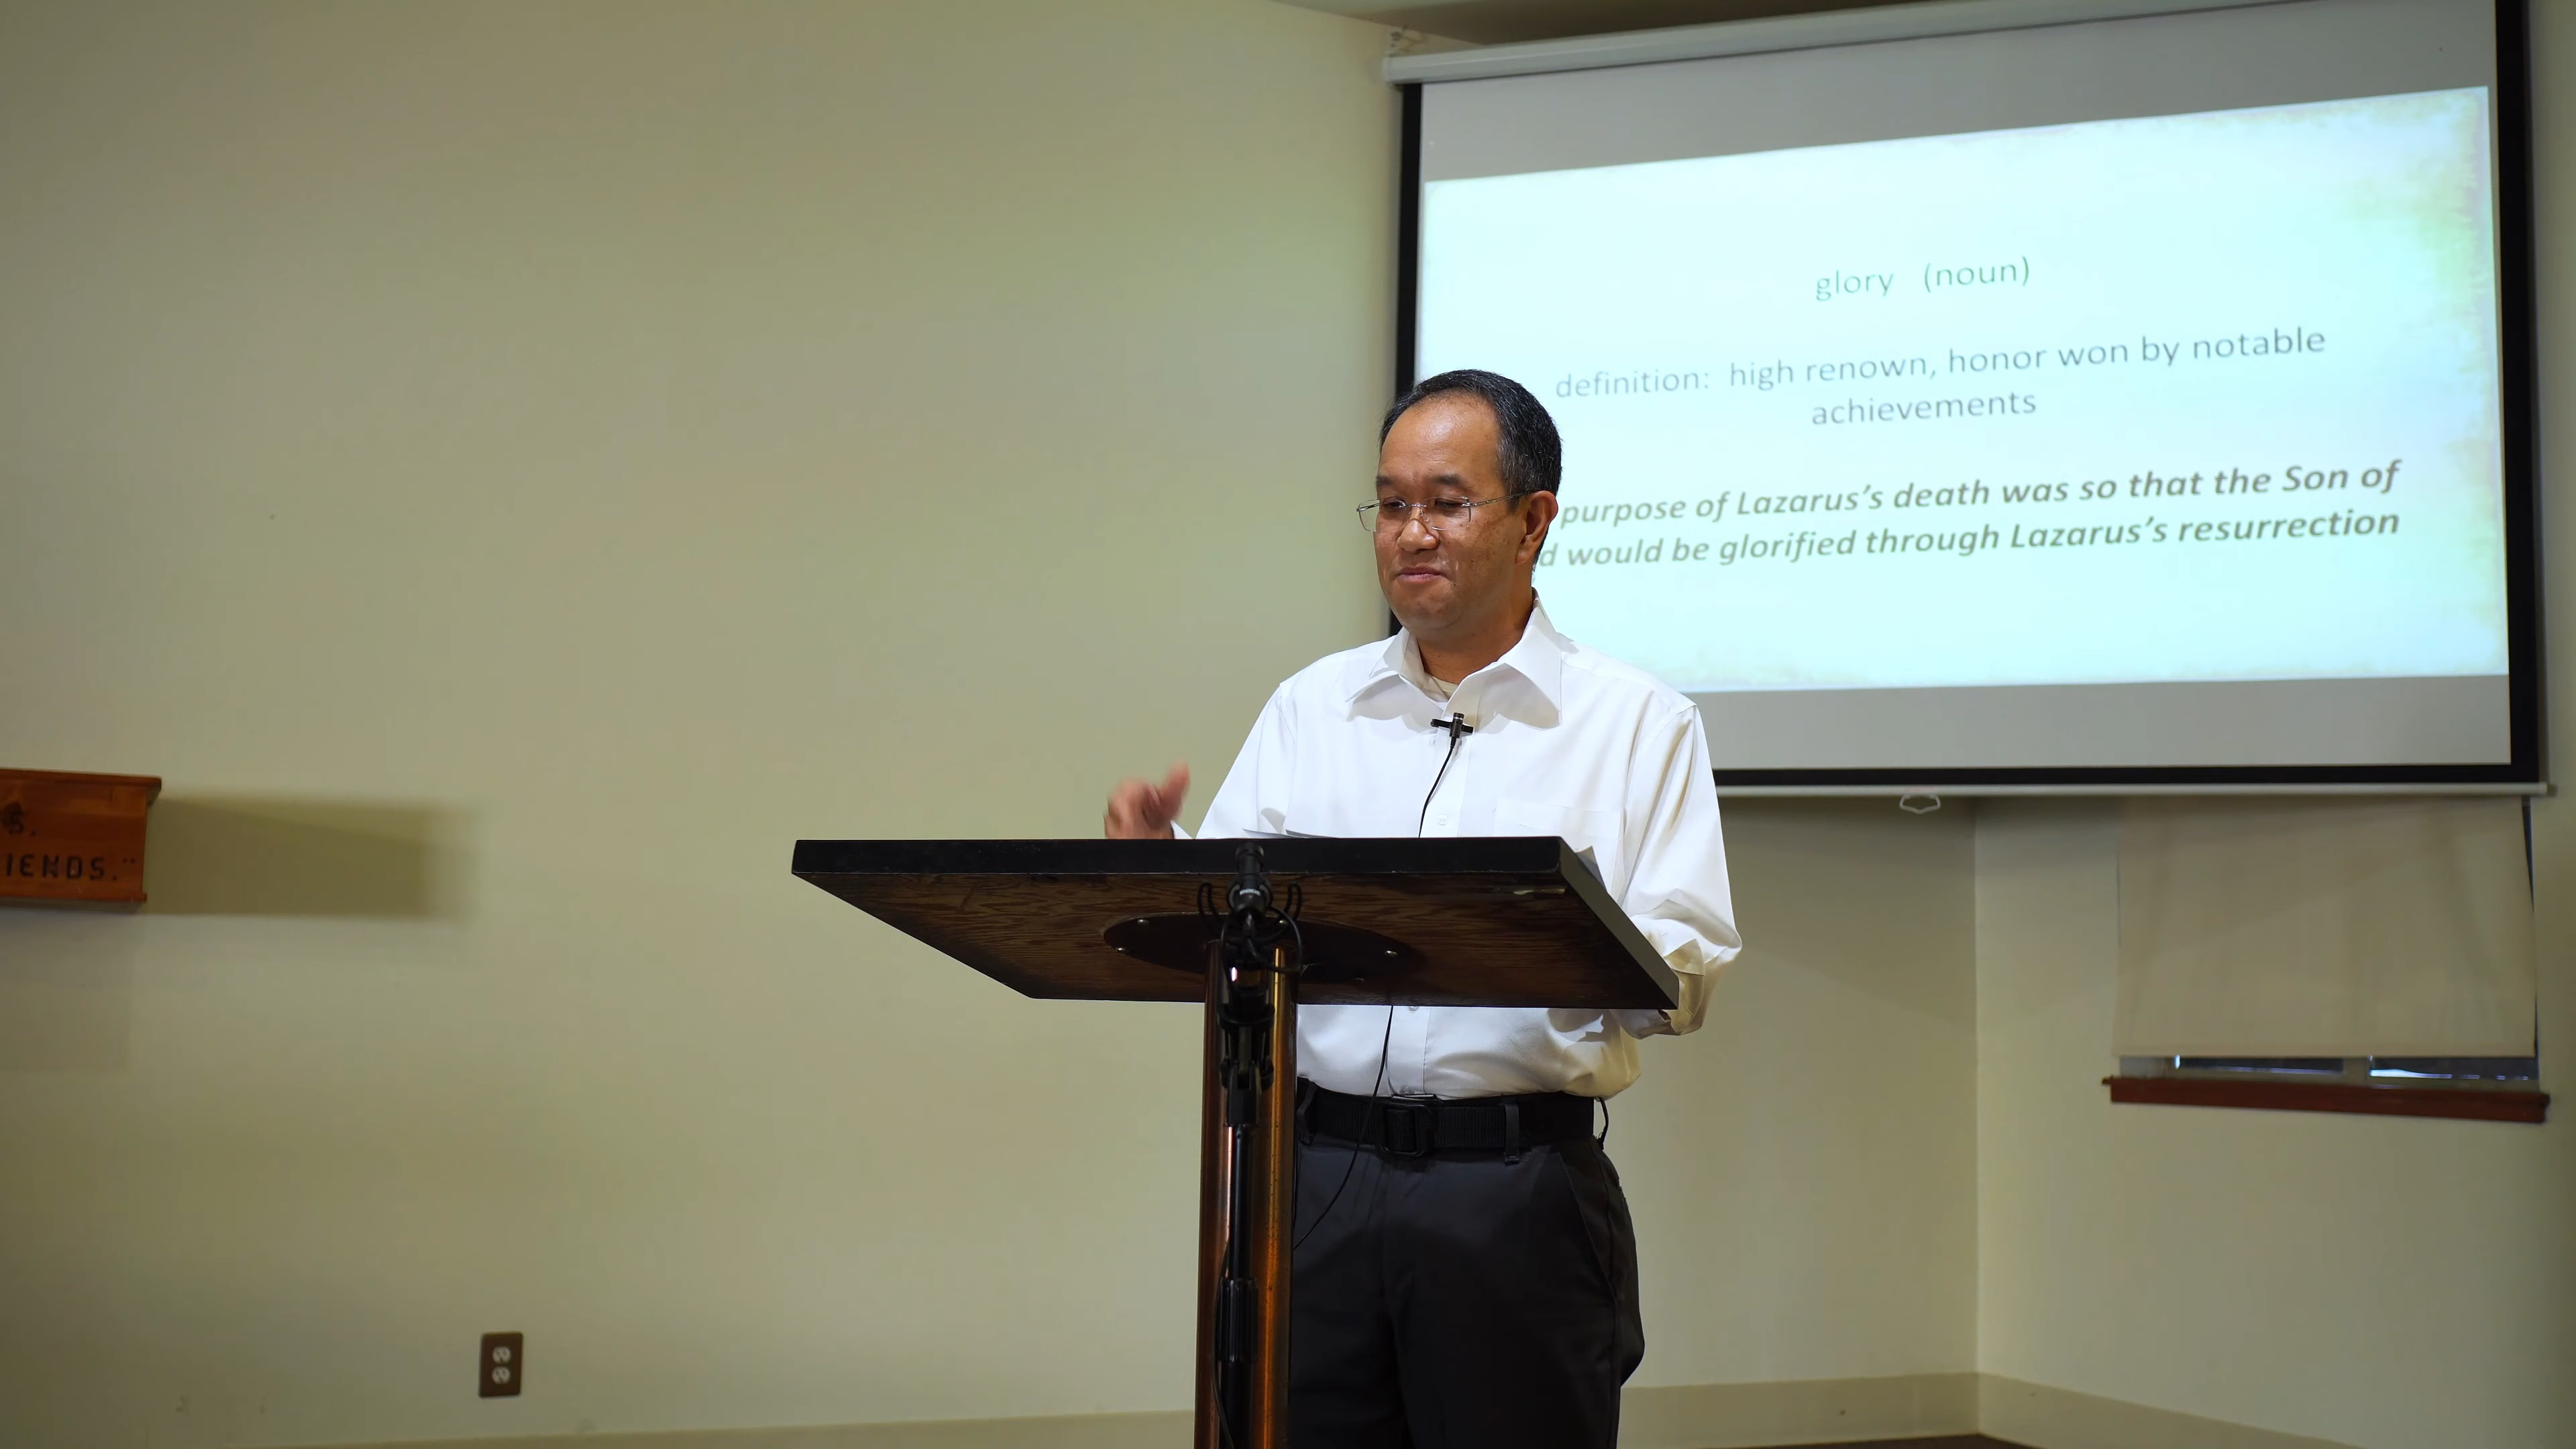 glory (noun)
definition: high renown, honor won by notable
achievements
purpose of Lazarus's death was so that the Son of
d would be glorified through Lazarus's resurrection
S.
IENDS."